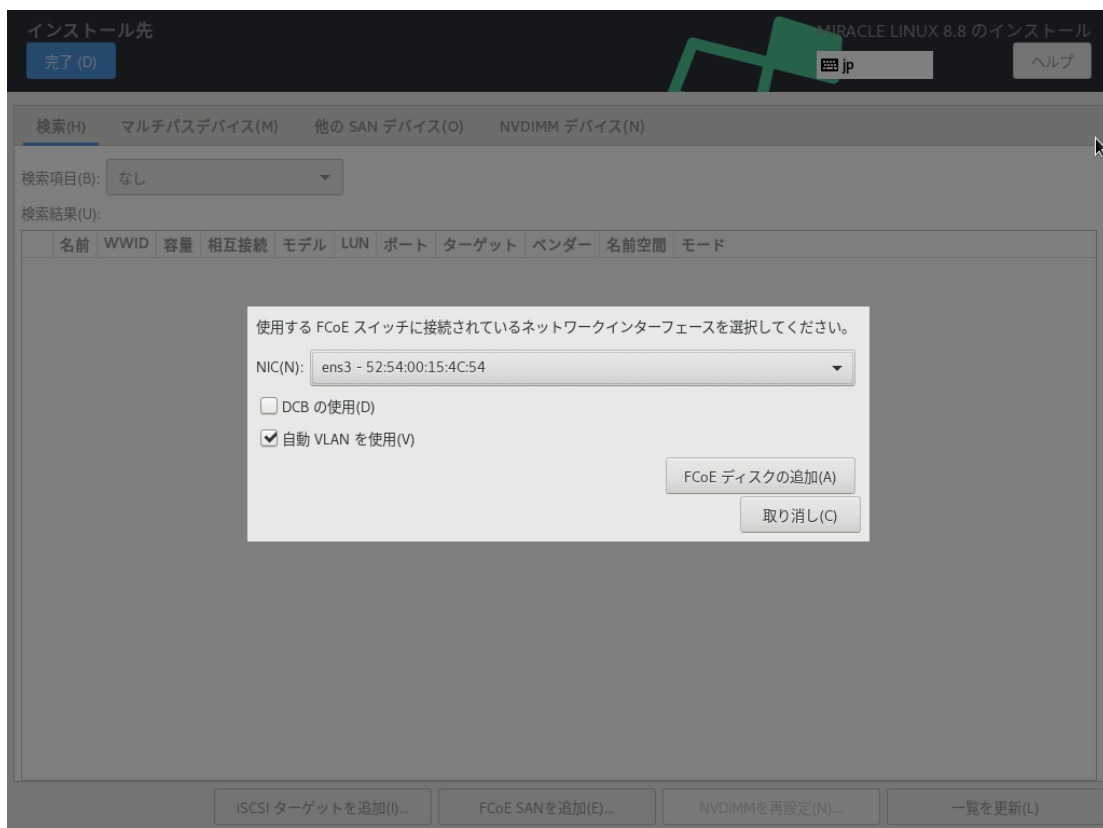 インストール先
MIRACLE LINUX 8.8 のインストール
完了 (D)
jp
ヘルプ
検索(H) マルチパスデバイス(M) 他の SAN デバイス(O) NVDIMM デバイス(N)
検索項目(B): なし
検索結果(U):
名前 WWID 容量 相互接続 モデル LUN ポート ターゲット ベンダー 名前空間 モード
使用する FCoE スイッチに接続されているネットワークインターフェースを選択してください。
NIC(N): ens3 - 52:54:00:15:4C:54
DCB の使用(D)
自動 VLAN を使用(V)
FCoE ディスクの追加(A)
取り消し(C)
iSCSI ターゲットを追加(I)... FCoE SANを追加(E)... NVDIMMを再設定(N)... 一覧を更新(L)